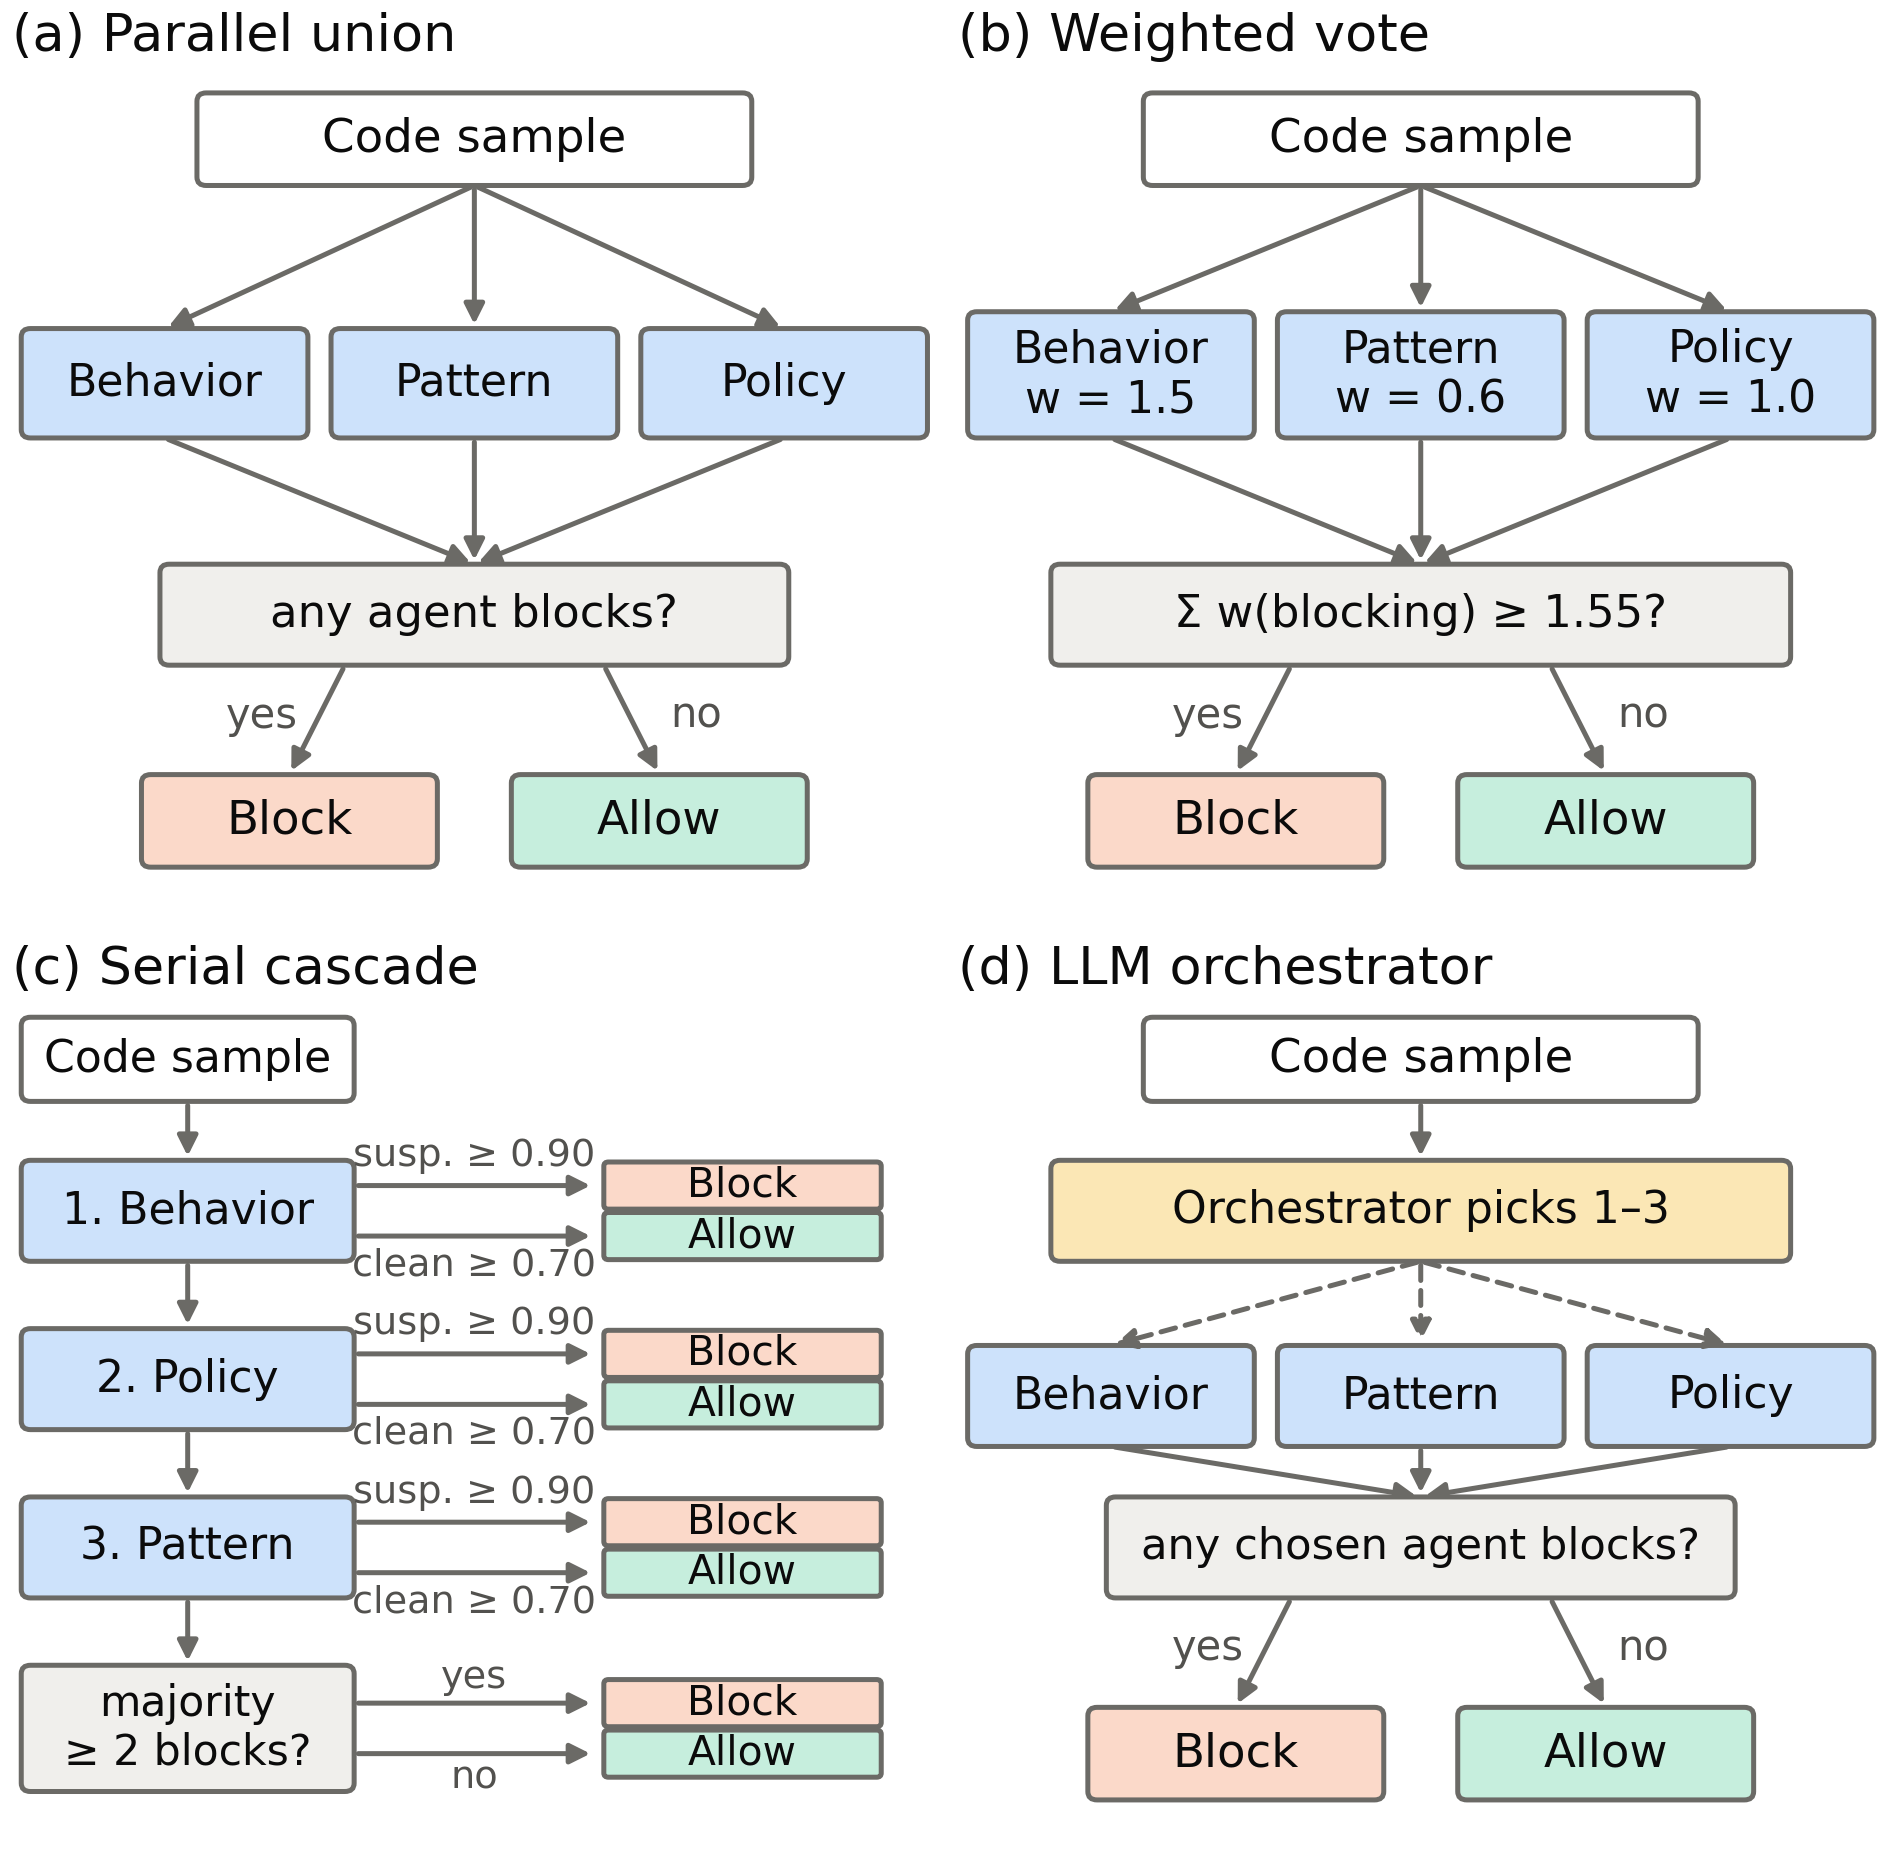 (a) Parallel union
Code sample
Behavior
Pattern
Policy
any agent blocks?
yes
no
Block
Allow
(b) Weighted vote
Code sample
Behavior
w = 1.5
Pattern
w = 0.6
Policy
w = 1.0
Σ w(blocking) ≥ 1.55?
yes
no
Block
Allow
(c) Serial cascade
Code sample
1. Behavior
susp. ≥ 0.90
Block
clean ≥ 0.70
Allow
2. Policy
susp. ≥ 0.90
Block
clean ≥ 0.70
Allow
3. Pattern
susp. ≥ 0.90
Block
clean ≥ 0.70
Allow
majority
≥ 2 blocks?
yes
Block
no
Allow
(d) LLM orchestrator
Code sample
Orchestrator picks 1–3
Behavior
Pattern
Policy
any chosen agent blocks?
yes
no
Block
Allow